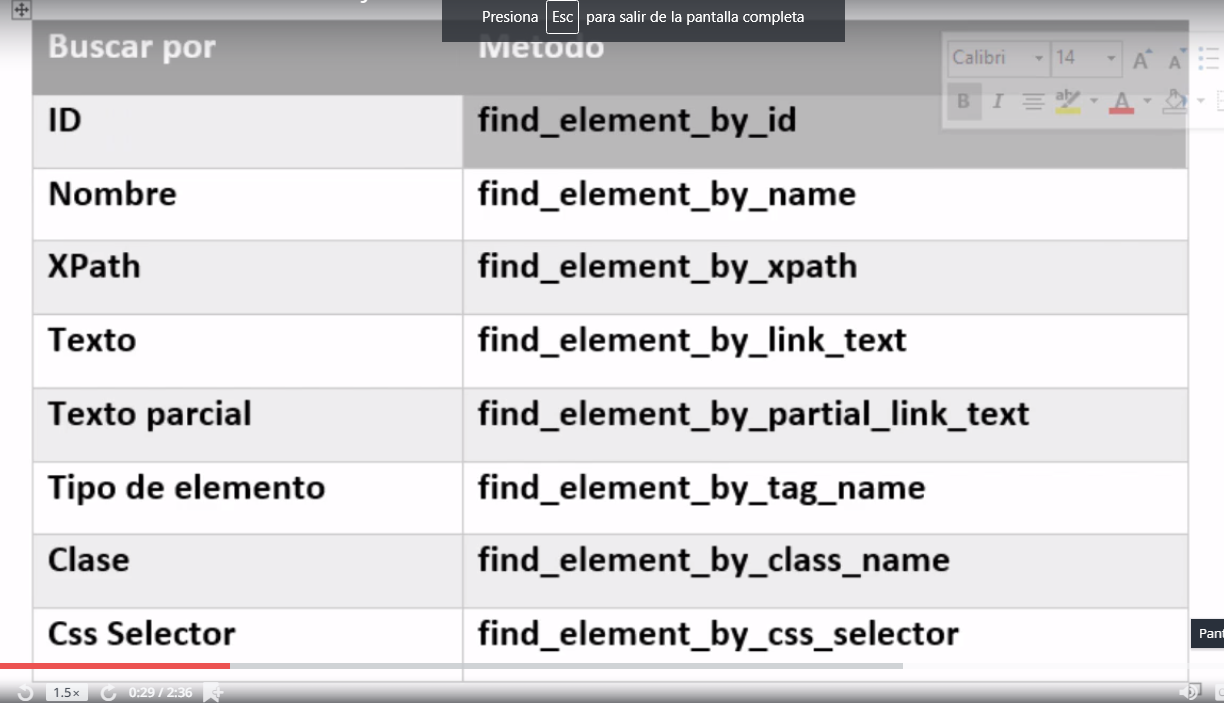 Presiona Esc para salir de la pantalla completa
Buscar por Metodo
Calibri 14
ID find_element_by_id
Nombre find_element_by_name
XPath find_element_by_xpath
Texto find_element_by_link_text
Texto parcial find_element_by_partial_link_text
Tipo de elemento find_element_by_tag_name
Clase find_element_by_class_name
Css Selector find_element_by_css_selector
1.5× 0:29 / 2:36